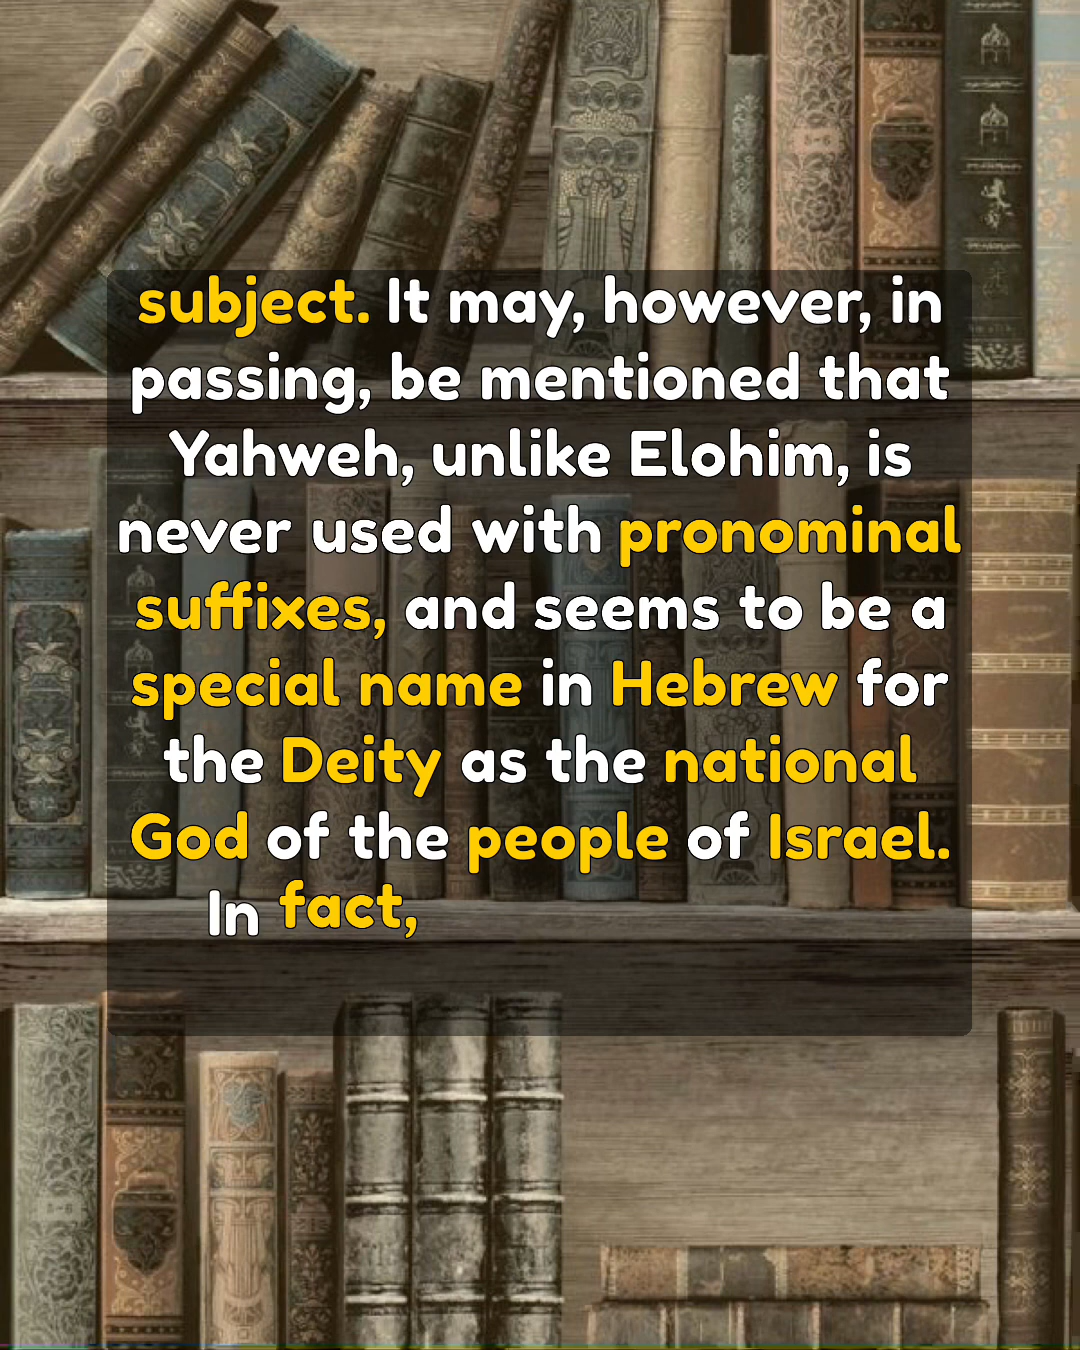 subject. It may, however, in
passing, be mentioned that
Yahweh, unlike Elohim, is
never used with pronominal
suffixes, and seems to be a
special name in Hebrew for
the Deity as the national
God of the people of Israel.
In fact,